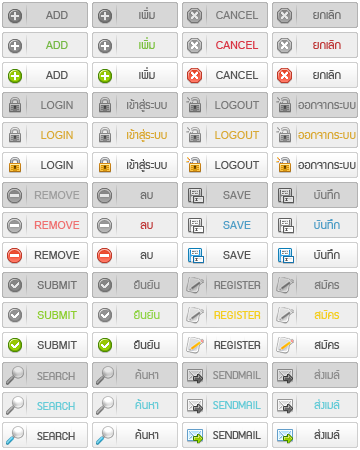 ADD เพิ่ม CANCEL ยกเลิก
ADD เพิ่ม CANCEL ยกเลิก
ADD เพิ่ม CANCEL ยกเลิก
LOGIN เข้าสู่ระบบ LOGOUT ออกจากระบบ
LOGIN เข้าสู่ระบบ LOGOUT ออกจากระบบ
LOGIN เข้าสู่ระบบ LOGOUT ออกจากระบบ
REMOVE ลบ SAVE บันทึก
REMOVE ลบ SAVE บันทึก
REMOVE ลบ SAVE บันทึก
SUBMIT ยืนยัน REGISTER สมัคร
SUBMIT ยืนยัน REGISTER สมัคร
SUBMIT ยืนยัน REGISTER สมัคร
SEARCH ค้นหา SENDMAIL ส่งเมล์
SEARCH ค้นหา SENDMAIL ส่งเมล์
SEARCH ค้นหา SENDMAIL ส่งเมล์